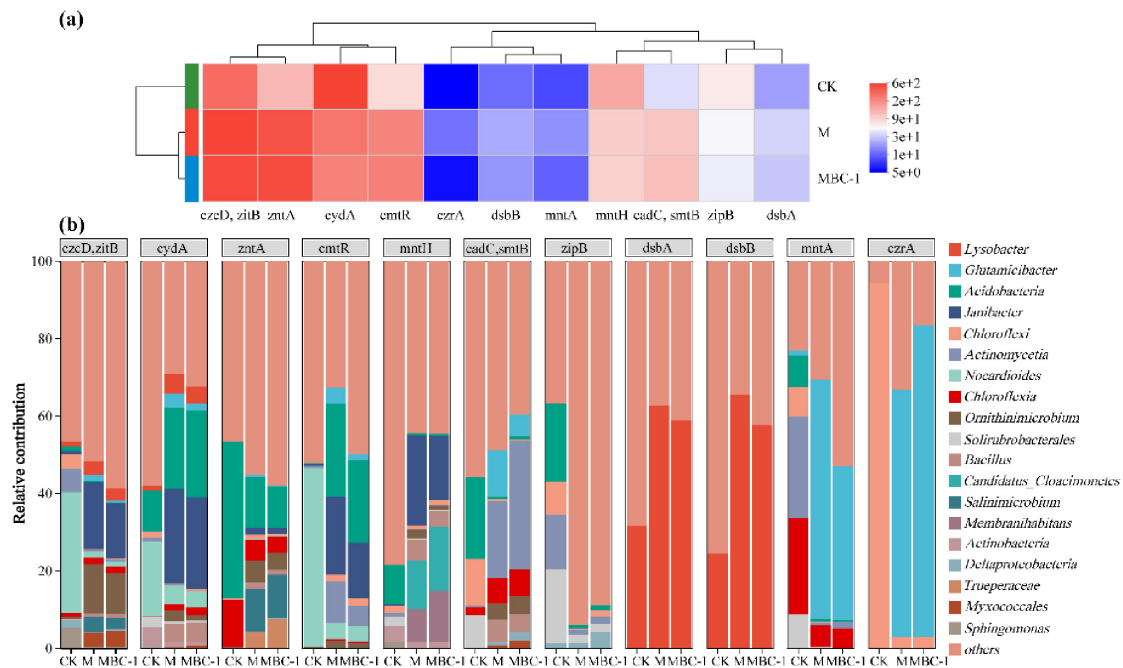 (a)
6e+2
2e+2
9e+1
3e+1
1e+1
5e+0
CK
M
MBC-1
czcD, zitB zntA cydA cmtR czrA dsbB mntA mntH cadC, smtB zipB dsbA
(b)
czcD,zitB cydA zntA cmtR mntH cadC,smtB zipB dsbA dsbB mntA czrA
Relative contribution
100
80
60
40
20
0
CK M MBC-1 CK M MBC-1 CK M MBC-1 CK M MBC-1 CK M MBC-1 CK M MBC-1 CK M MBC-1 CK M MBC-1 CK M MBC-1 CK M MBC-1 CK M MBC-1
Lysobacter
Glutamicibacter
Acidobacteria
Janibacter
Chloroflexi
Actinomycetia
Nocardioides
Chloroflexia
Ornithinimicrobium
Solirubrobacterales
Bacillus
Candidatus_Cloacimonetes
Salinimicrobium
Membranihabitans
Actinobacteria
Deltaproteobacteria
Trueperaceae
Myxococcales
Sphingomonas
others